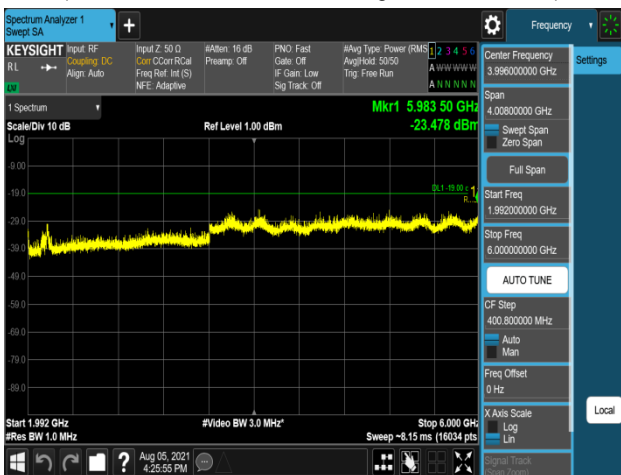 Spectrum Analyzer 1
Swept SA
Frequency
KEYSIGHT
RL
Input: RF
Coupling: DC
Align: Auto
Input Z: 50 Ω
Corr CCorr RCal
Freq Ref: Int (S)
NFE: Adaptive
#Atten: 16 dB
Preamp: Off
PNO: Fast
Gate: Off
IF Gain: Low
Sig Track: Off
#Avg Type: Power (RMS
Avg|Hold: 50/50
Trig: Free Run
1 2 3 4 5 6
A W W W W W
A N N N N N
1 Spectrum
Scale/Div 10 dB
Log
Ref Level 1.00 dBm
Mkr1 5.983 50 GHz
-23.478 dBm
DL1 -19.00
1
-9.00
-19.0
-29.0
-39.0
-49.0
-59.0
-69.0
-79.0
-89.0
Start 1.992 GHz
#Res BW 1.0 MHz
#Video BW 3.0 MHz*
Stop 6.000 GHz
Sweep ~8.15 ms (16034 pts
?
Aug 05, 2021
4:25:55 PM
Center Frequency
3.996000000 GHz
Span
4.00800000 GHz
Swept Span
Zero Span
Full Span
Start Freq
1.992000000 GHz
Stop Freq
6.000000000 GHz
AUTO TUNE
CF Step
400.800000 MHz
Auto
Man
Freq Offset
0 Hz
X Axis Scale
Log
Lin
Signal Track
(Span Zoom)
Settings
Local